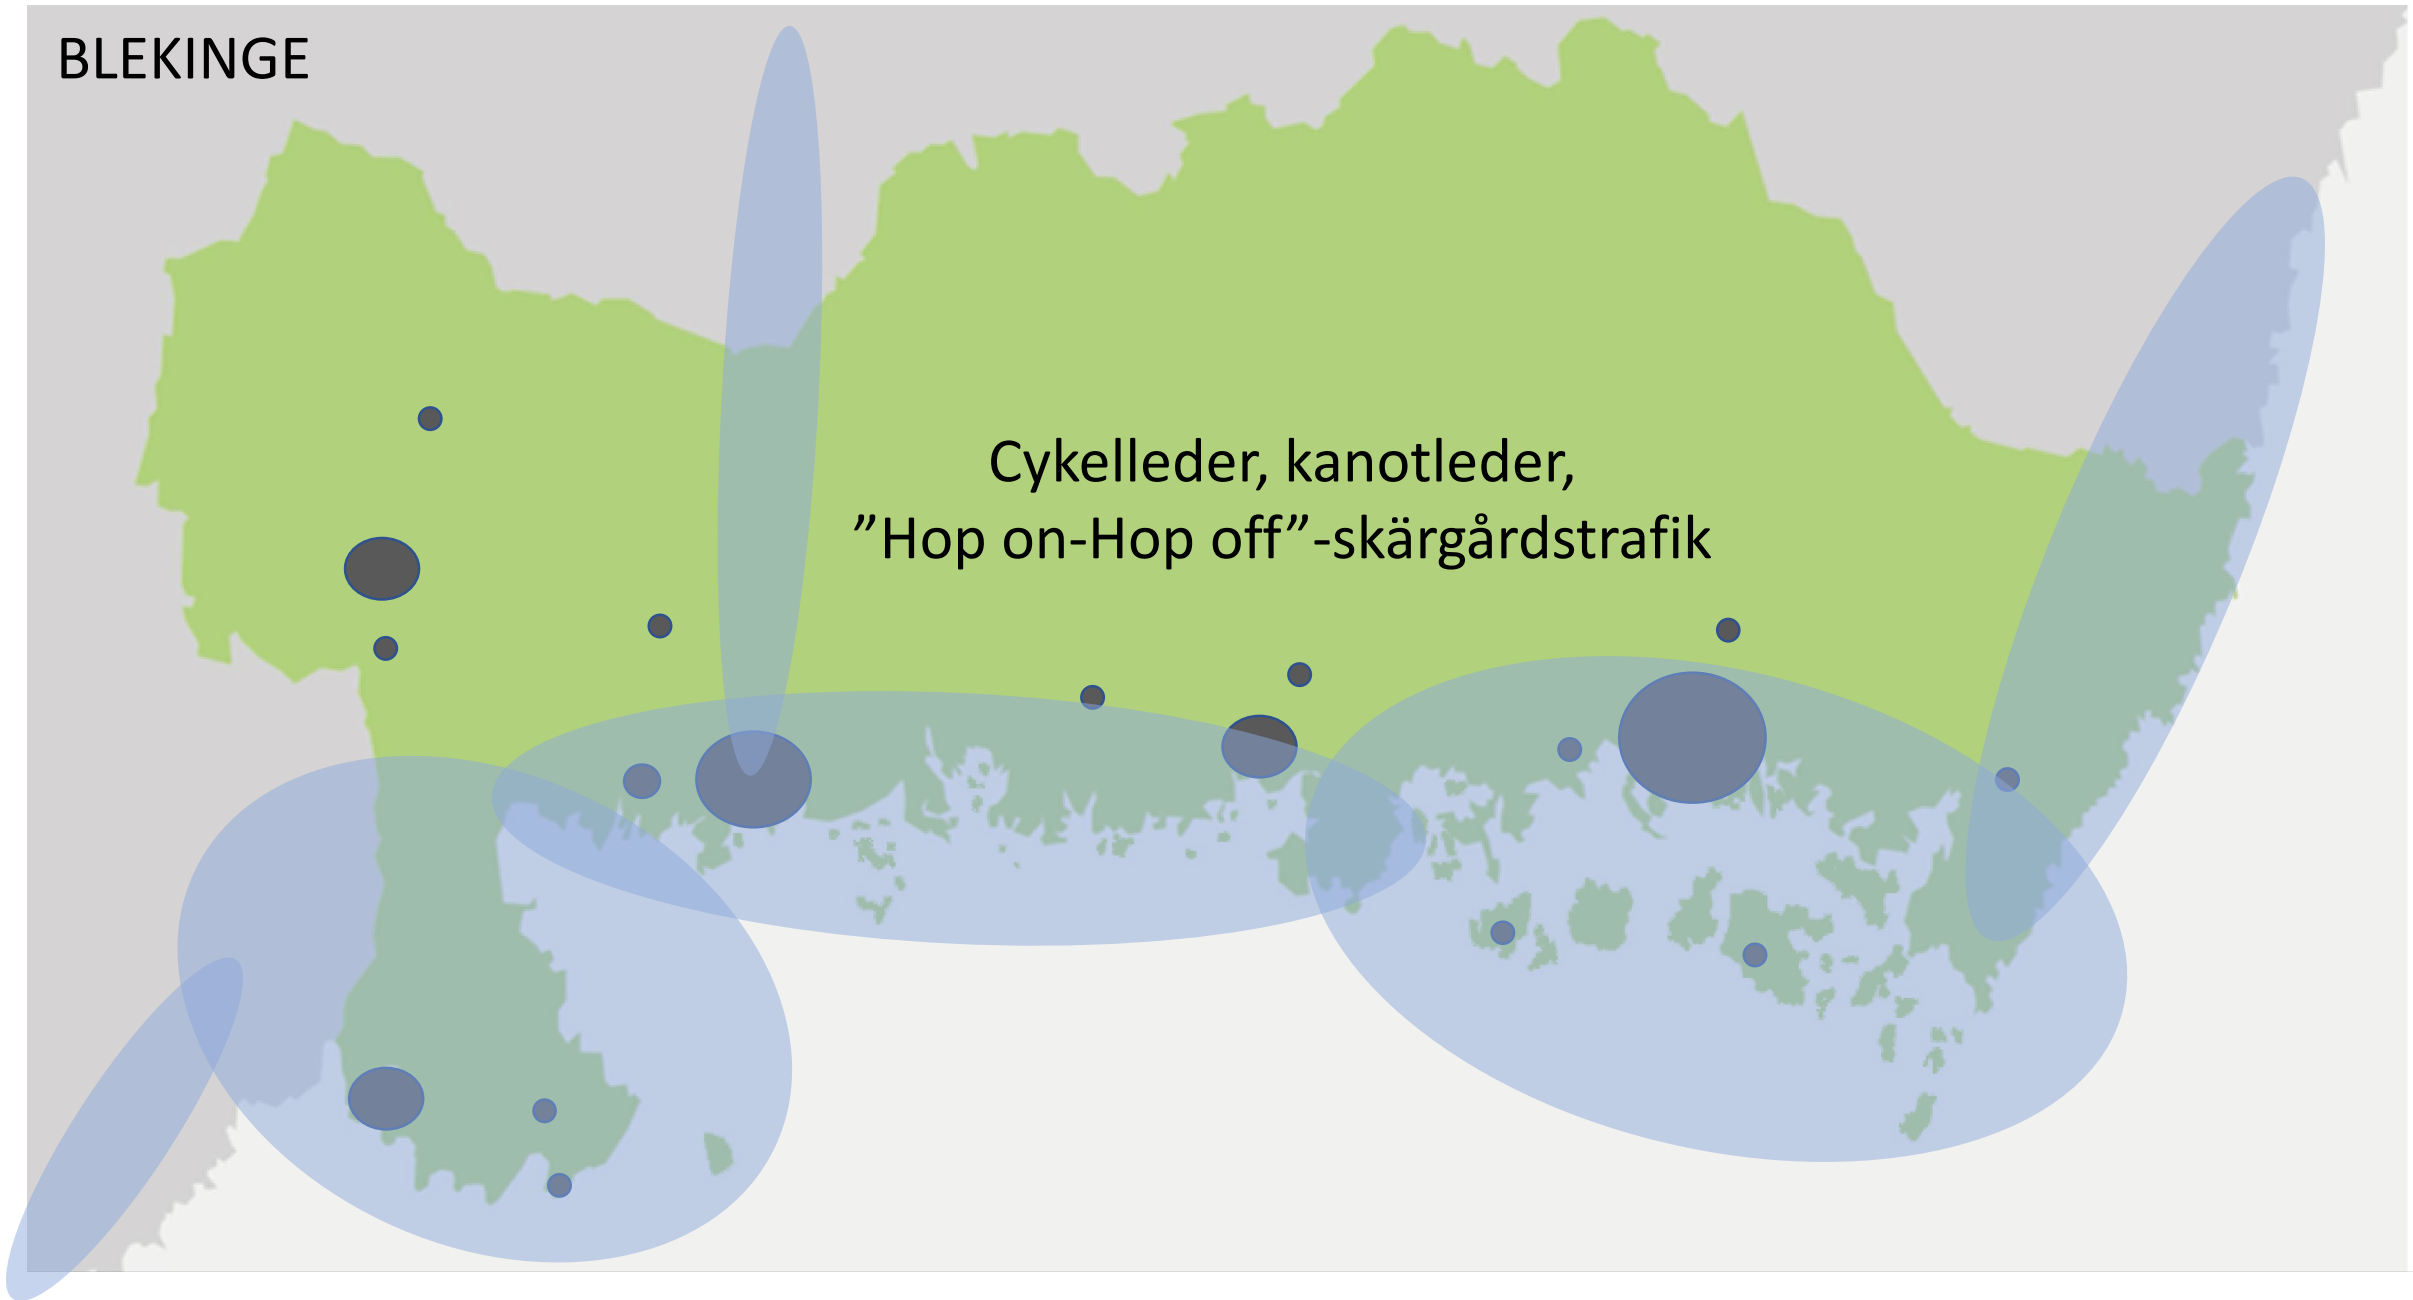 BLEKINGE
Cykelleder, kanotleder,
”Hop on-Hop off”-skärgårdstrafik